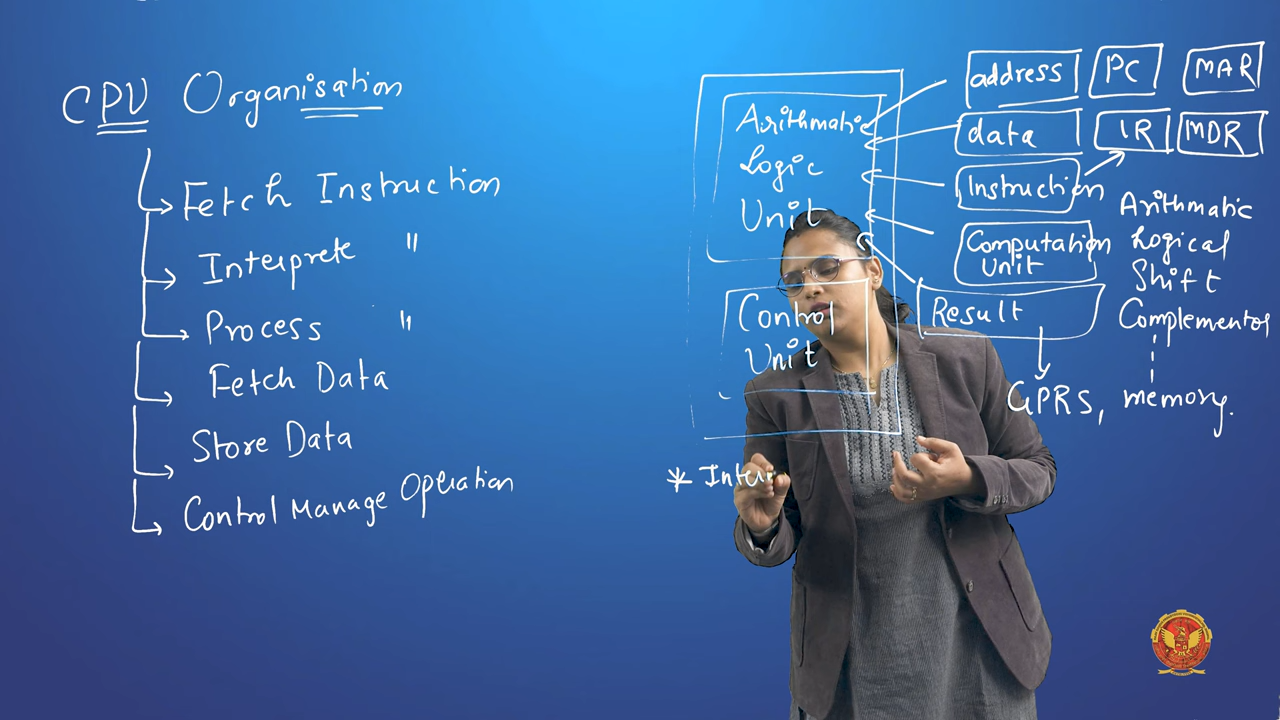 CPU Organisation
Fetch Instruction
Interprete "
Process "
Fetch Data
Store Data
Control Manage Operation
Arithmatic
Logic
Unit
Control
Unit
address PC MAR
data IR MDR
Instruction
Computation
Unit
Result
Arithmatic
Logical
Shift
Complementor
GPRS, memory.
* Inter